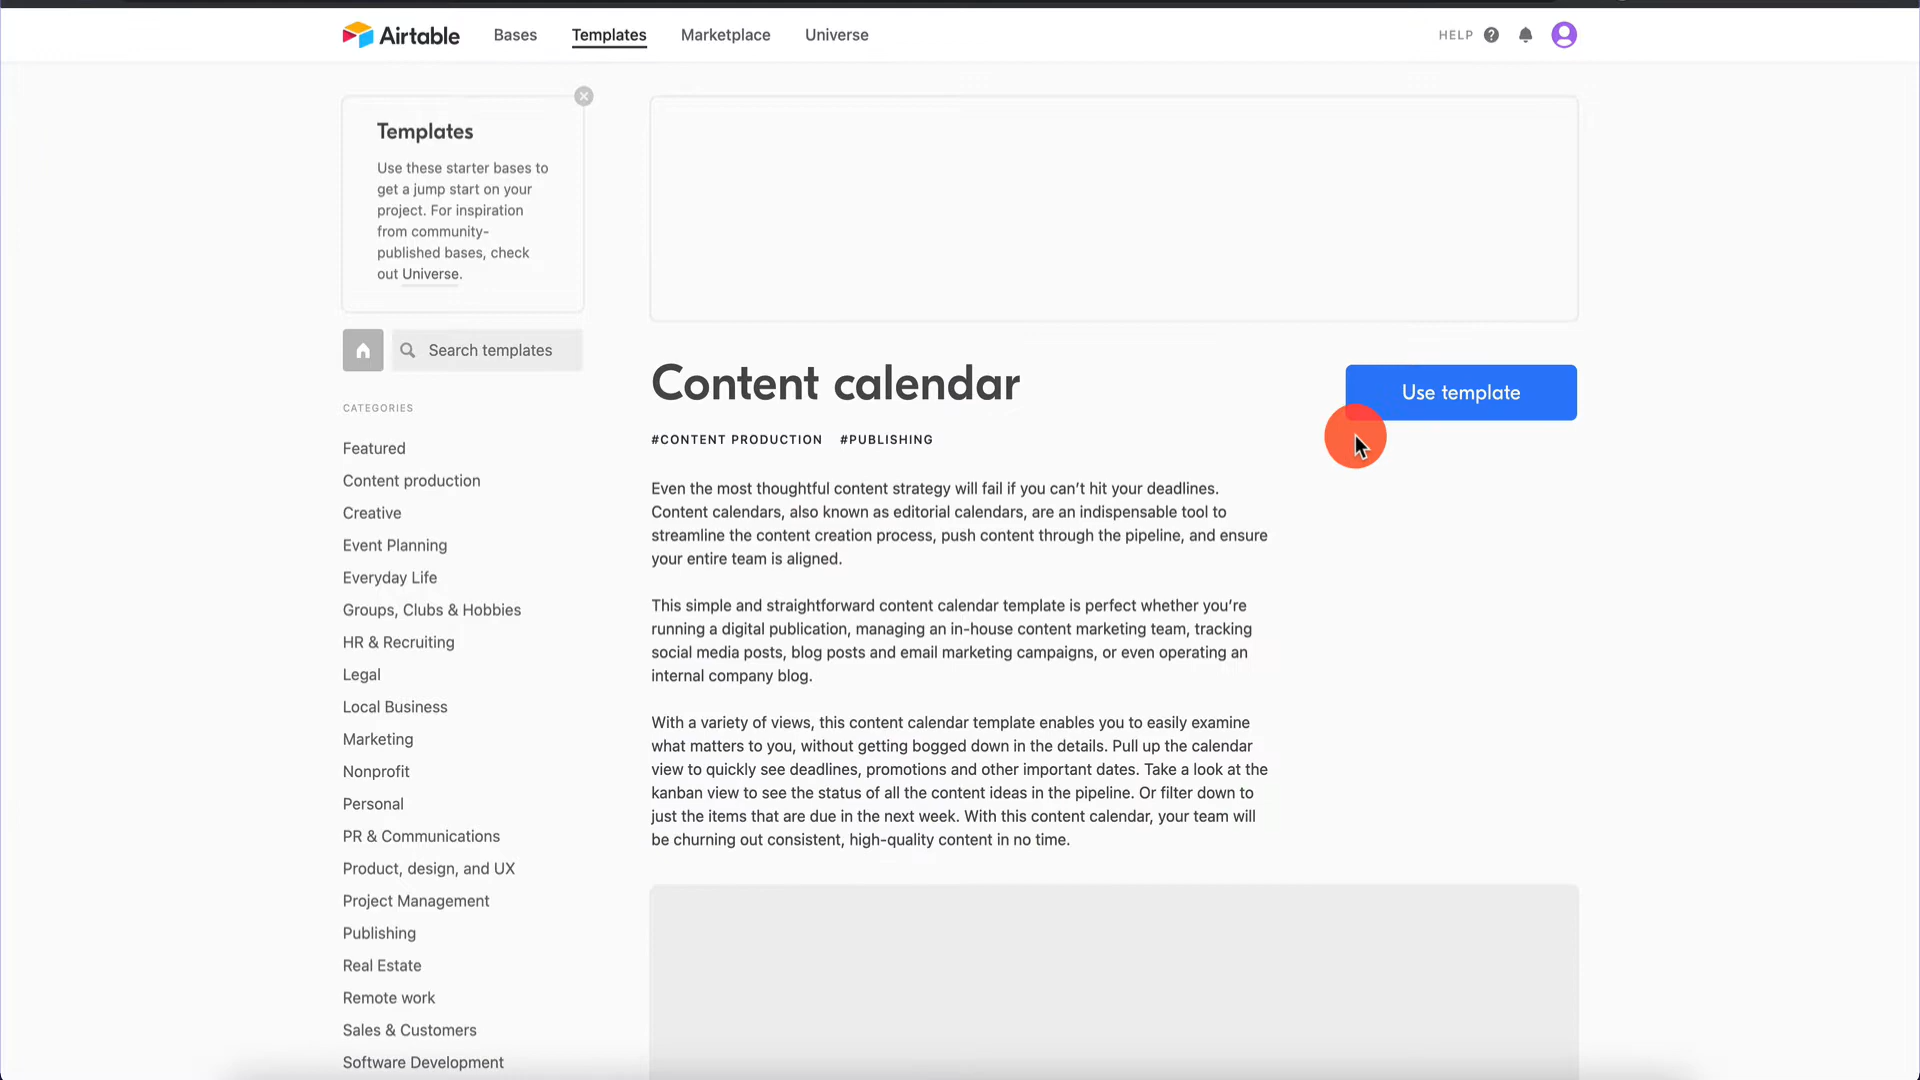 Airtable Bases Templates Marketplace Universe HELP ?
Templates
Use these starter bases to
get a jump start on your
project. For inspiration
from community-
published bases, check
out Universe.
Search templates
CATEGORIES
Featured
Content production
Creative
Event Planning
Everyday Life
Groups, Clubs & Hobbies
HR & Recruiting
Legal
Local Business
Marketing
Nonprofit
Personal
PR & Communications
Product, design, and UX
Project Management
Publishing
Real Estate
Remote work
Sales & Customers
Software Development
Content calendar
Use template
#CONTENT PRODUCTION #PUBLISHING
Even the most thoughtful content strategy will fail if you can’t hit your deadlines.
Content calendars, also known as editorial calendars, are an indispensable tool to
streamline the content creation process, push content through the pipeline, and ensure
your entire team is aligned.
This simple and straightforward content calendar template is perfect whether you’re
running a digital publication, managing an in-house content marketing team, tracking
social media posts, blog posts and email marketing campaigns, or even operating an
internal company blog.
With a variety of views, this content calendar template enables you to easily examine
what matters to you, without getting bogged down in the details. Pull up the calendar
view to quickly see deadlines, promotions and other important dates. Take a look at the
kanban view to see the status of all the content ideas in the pipeline. Or filter down to
just the items that are due in the next week. With this content calendar, your team will
be churning out consistent, high-quality content in no time.